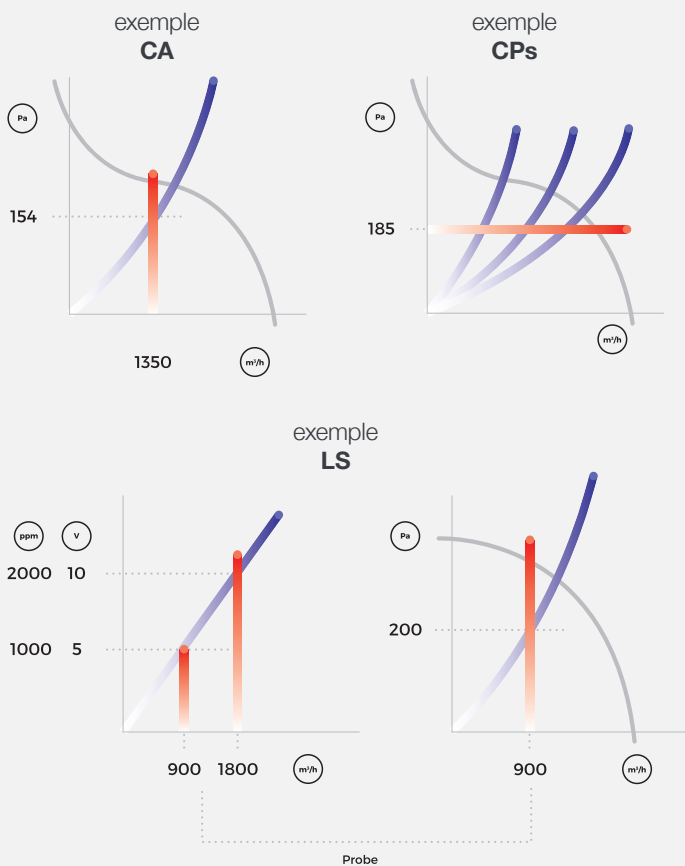 exemple
CA
Pa
154
1350
m³/h
exemple
CPs
Pa
185
m³/h
exemple
LS
ppm
V
2000 10
1000 5
900 1800
m³/h
Pa
200
900
m³/h
Probe